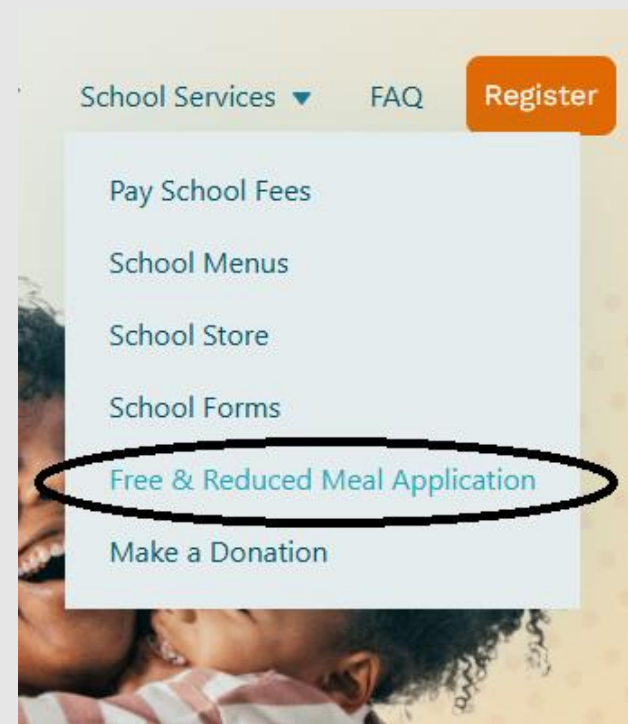 School Services ▼ FAQ Register
Pay School Fees
School Menus
School Store
School Forms
Free & Reduced Meal Application
Make a Donation